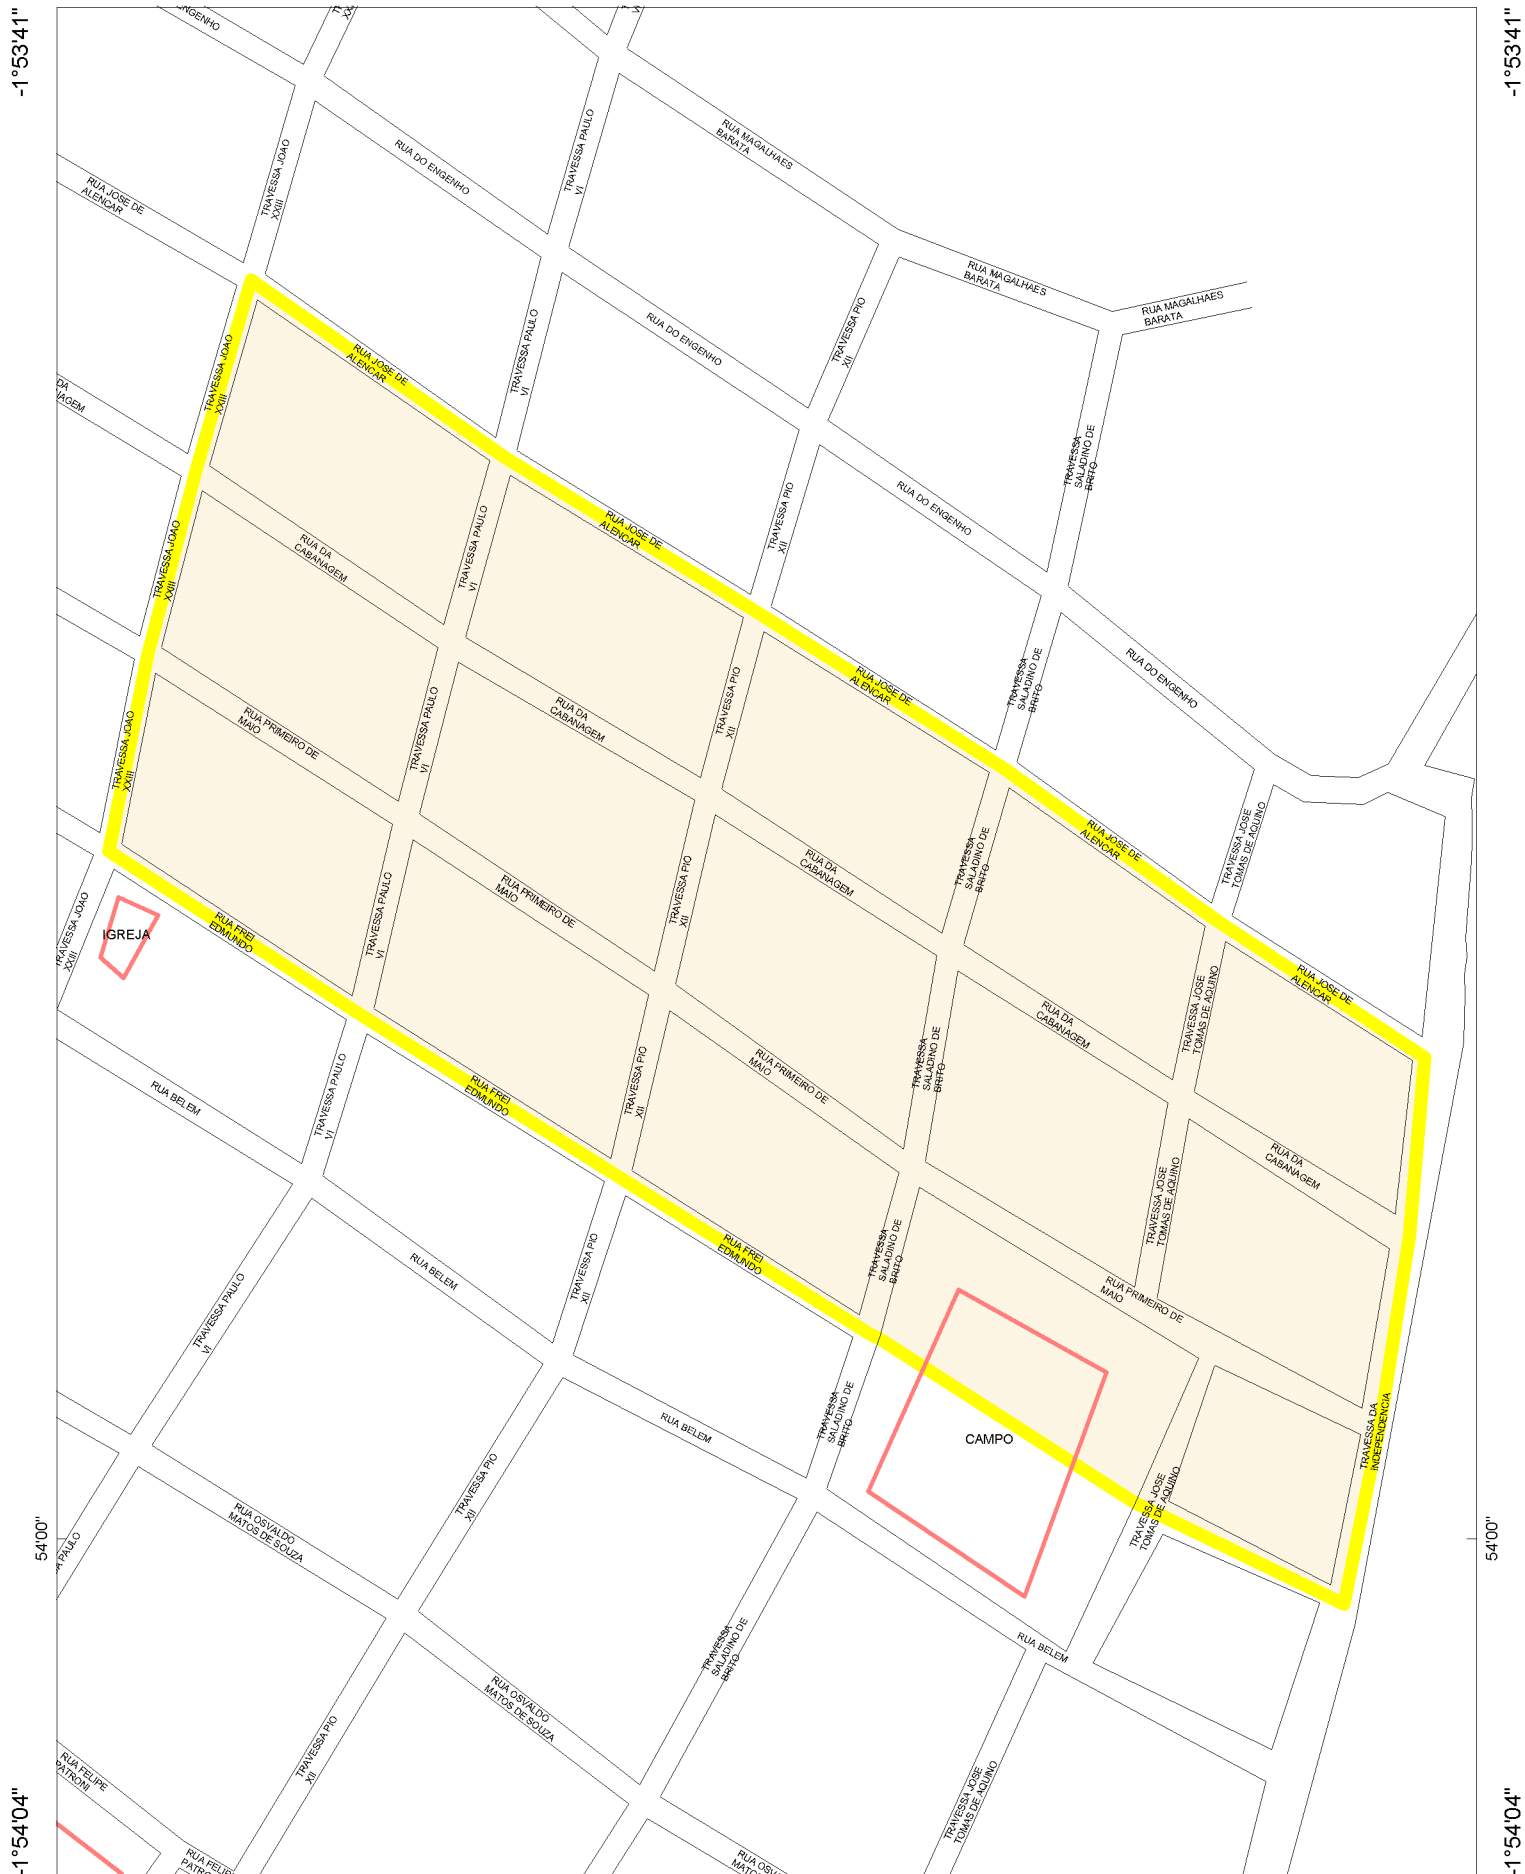 -1°53'41"
-1°53'41"
RUA MAGALHAES
BARATA
TRAVESSA PAULO
VI
TRAVESSA JOAO
XXIII
RUA DO ENGENHO
RUA JOSE DE
ALENCAR
RUA MAGALHAES
BARATA
RUA MAGALHAES
BARATA
TRAVESSA PIO
XII
RUA DO ENGENHO
TRAVESSA PAULO
VI
TRAVESSA JOAO
XXIII
RUA JOSE DE
ALENCAR
TRAVESSA
SALADINO DE
BRITO
RUA DO ENGENHO
TRAVESSA PIO
XII
RUA JOSE DE
ALENCAR
TRAVESSA PAULO
VI
RUA DA
CABANAGEM
TRAVESSA JOAO
XXIII
TRAVESSA
SALADINO DE
BRITO
RUA DO ENGENHO
RUA JOSE DE
ALENCAR
TRAVESSA PIO
XII
RUA DA
CABANAGEM
TRAVESSA PAULO
VI
RUA PRIMEIRO DE
MAIO
TRAVESSA JOAO
XXIII
TRAVESSA JOSE
TOMAS DE AQUINO
RUA JOSE DE
ALENCAR
TRAVESSA
SALADINO DE
BRITO
RUA DA
CABANAGEM
TRAVESSA PIO
XII
RUA PRIMEIRO DE
MAIO
TRAVESSA PAULO
VI
RUA FREI
EDMUNDO
IGREJA
TRAVESSA JOAO
XXIII
RUA JOSE DE
ALENCAR
TRAVESSA JOSE
TOMAS DE AQUINO
RUA DA
CABANAGEM
TRAVESSA
SALADINO DE
BRITO
RUA PRIMEIRO DE
MAIO
TRAVESSA PIO
XII
RUA FREI
EDMUNDO
TRAVESSA PAULO
VI
RUA BELEM
RUA DA
CABANAGEM
TRAVESSA JOSE
TOMAS DE AQUINO
TRAVESSA
SALADINO DE
BRITO
RUA FREI
EDMUNDO
TRAVESSA PIO
XII
RUA BELEM
TRAVESSA PAULO
VI
RUA PRIMEIRO DE
MAIO
TRAVESSA DA
INDEPENDENCIA
CAMPO
TRAVESSA
SALADINO DE
BRITO
RUA BELEM
TRAVESSA PIO
XII
RUA OSVALDO
MATOS DE SOUZA
TRAVESSA JOSE
TOMAS DE AQUINO
54'00"
54'00"
PAULO
RUA BELEM
TRAVESSA
SALADINO DE
BRITO
RUA OSVALDO
MATOS DE SOUZA
TRAVESSA PIO
XII
RUA FELIPE
PATRONI
TRAVESSA JOSE
TOMAS DE AQUINO
-1°54'04"
-1°54'04"